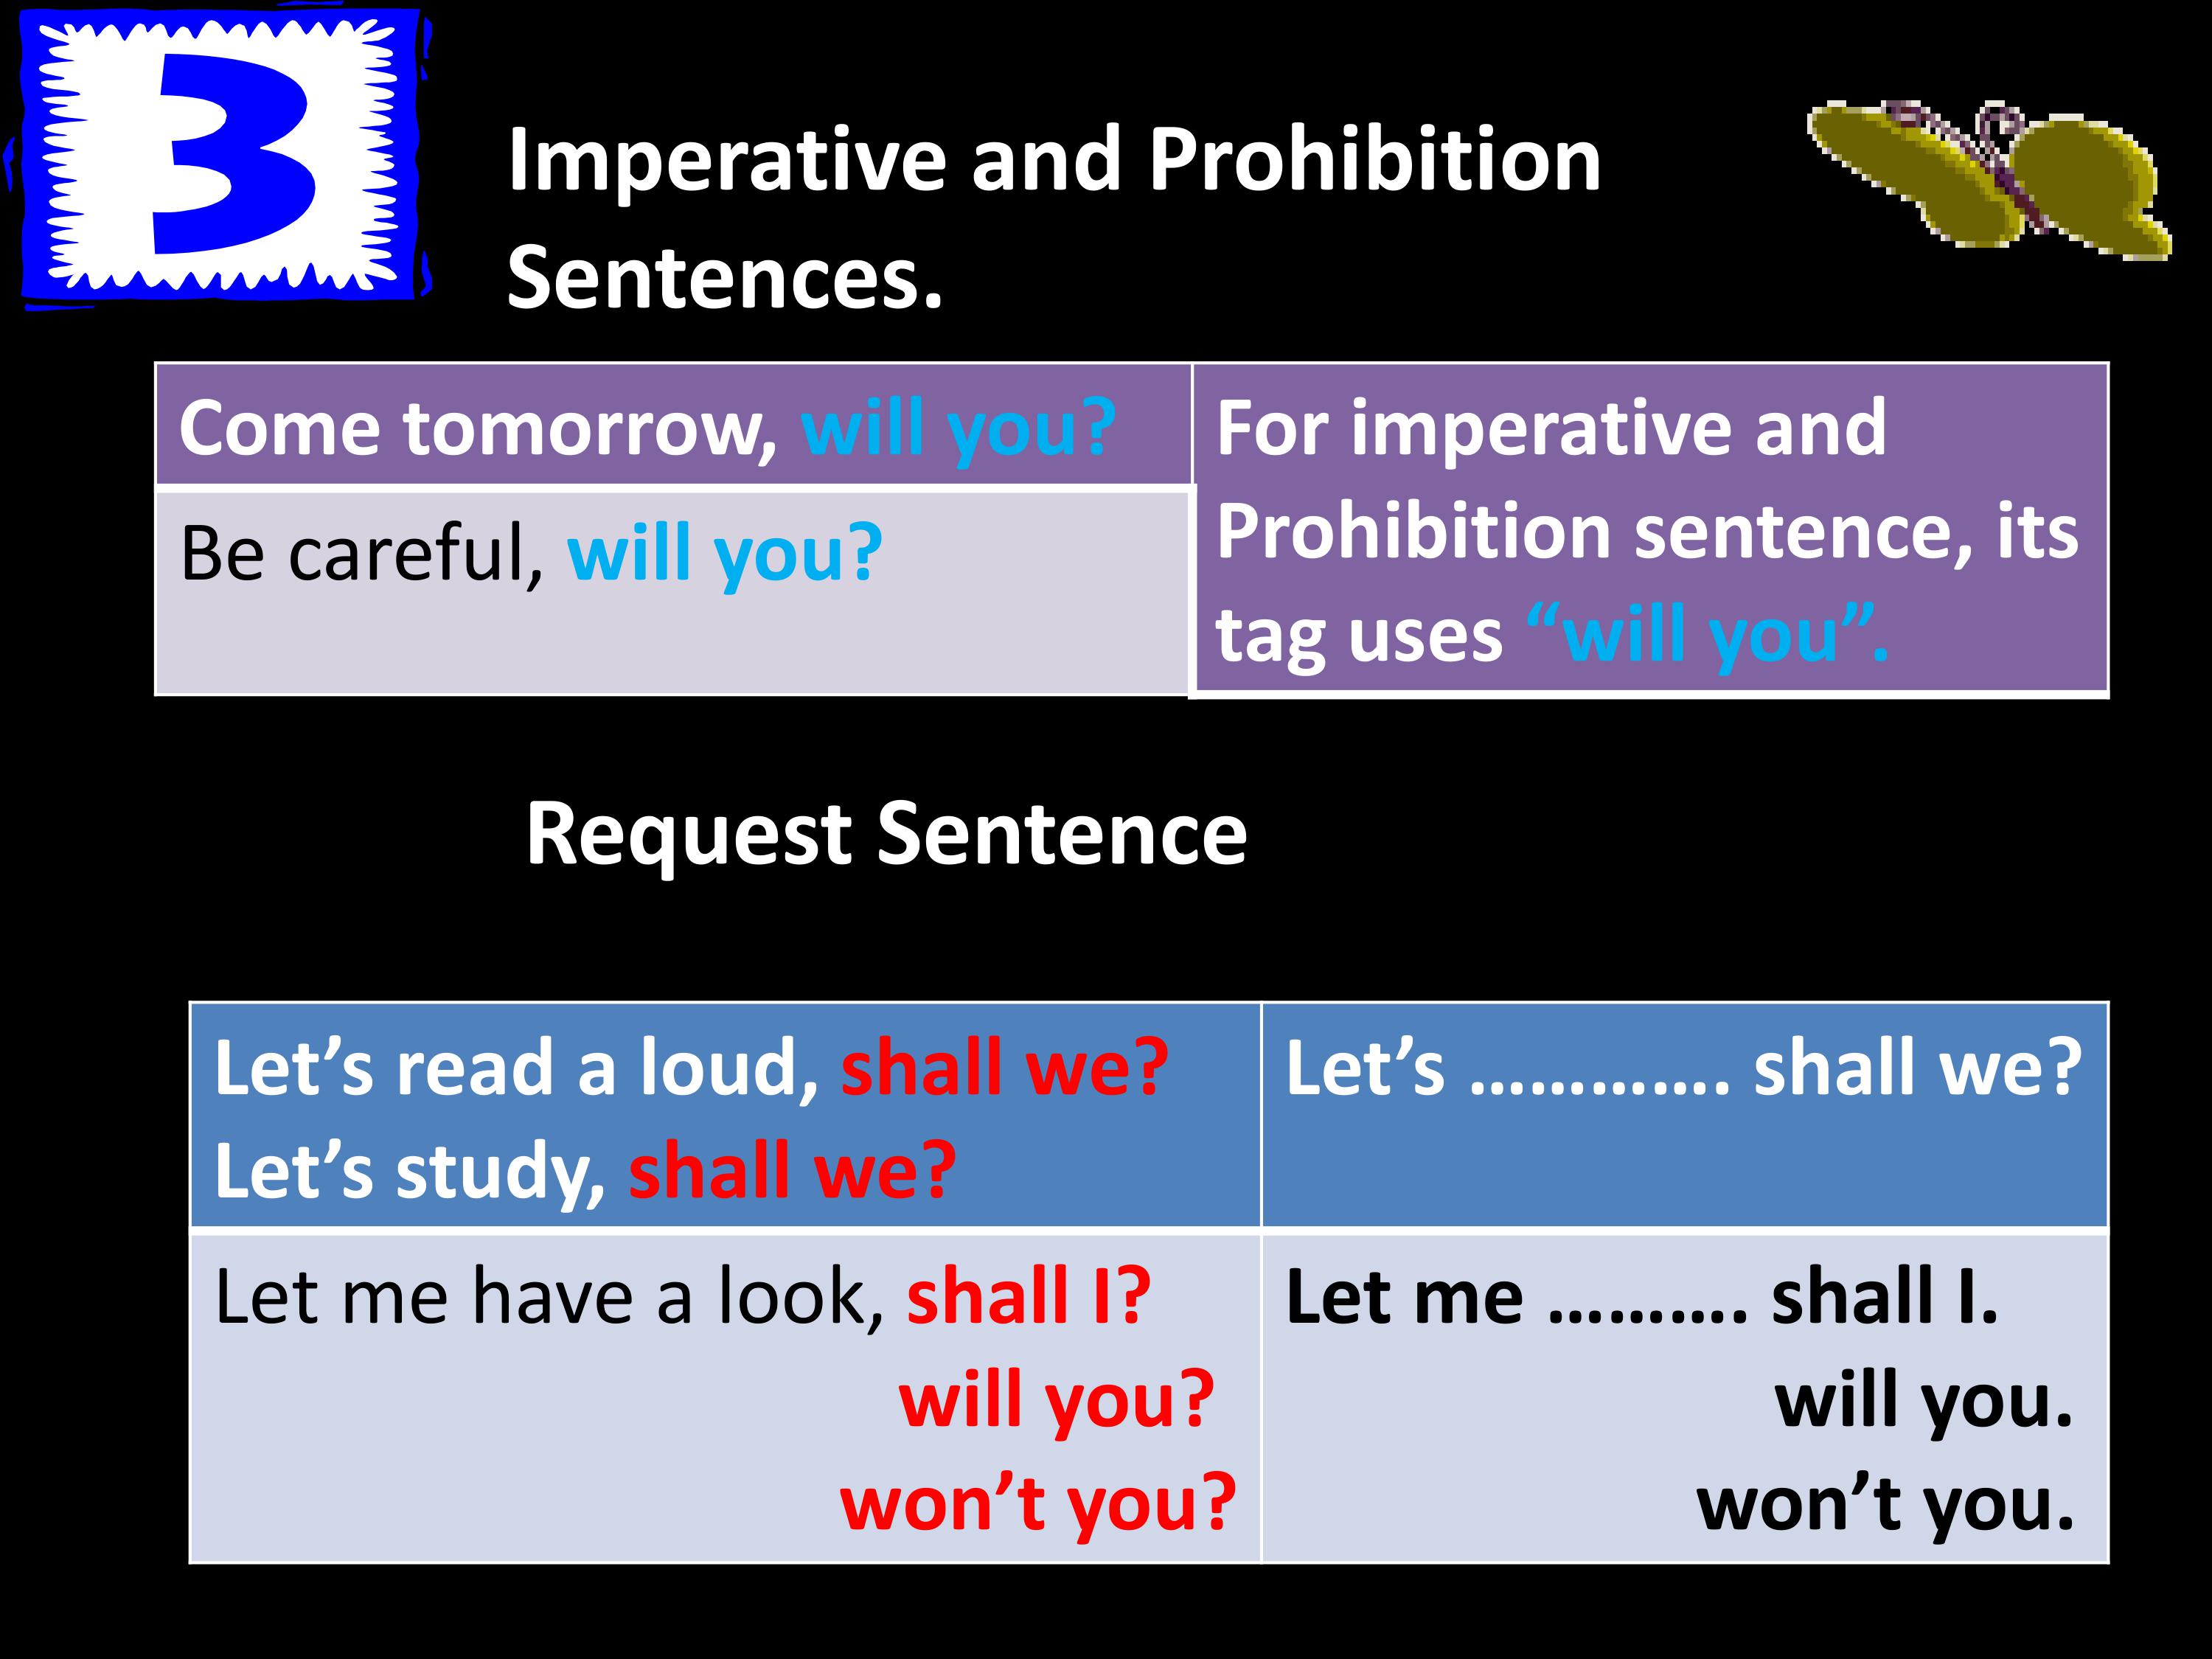 3
Imperative and Prohibition
Sentences.
Come tomorrow, will you?
Be careful, will you?
For imperative and
Prohibition sentence, its
tag uses “will you”.
Request Sentence
Let’s read a loud, shall we?
Let’s study, shall we?
Let’s ............. shall we?
Let me have a look, shall I?
will you?
won’t you?
Let me .......... shall I.
will you.
won’t you.